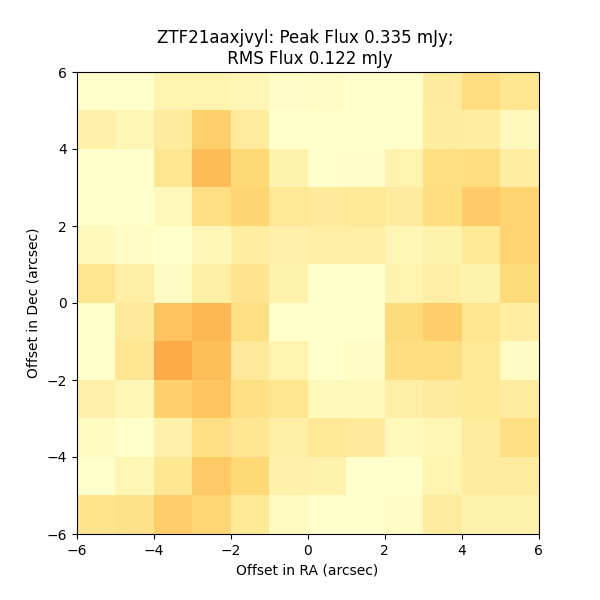 ZTF21aaxjvyl: Peak Flux 0.335 mJy;
RMS Flux 0.122 mJy
6
4
2
0
−2
−4
−6
Offset in Dec (arcsec)
−6 −4 −2 0 2 4 6
Offset in RA (arcsec)